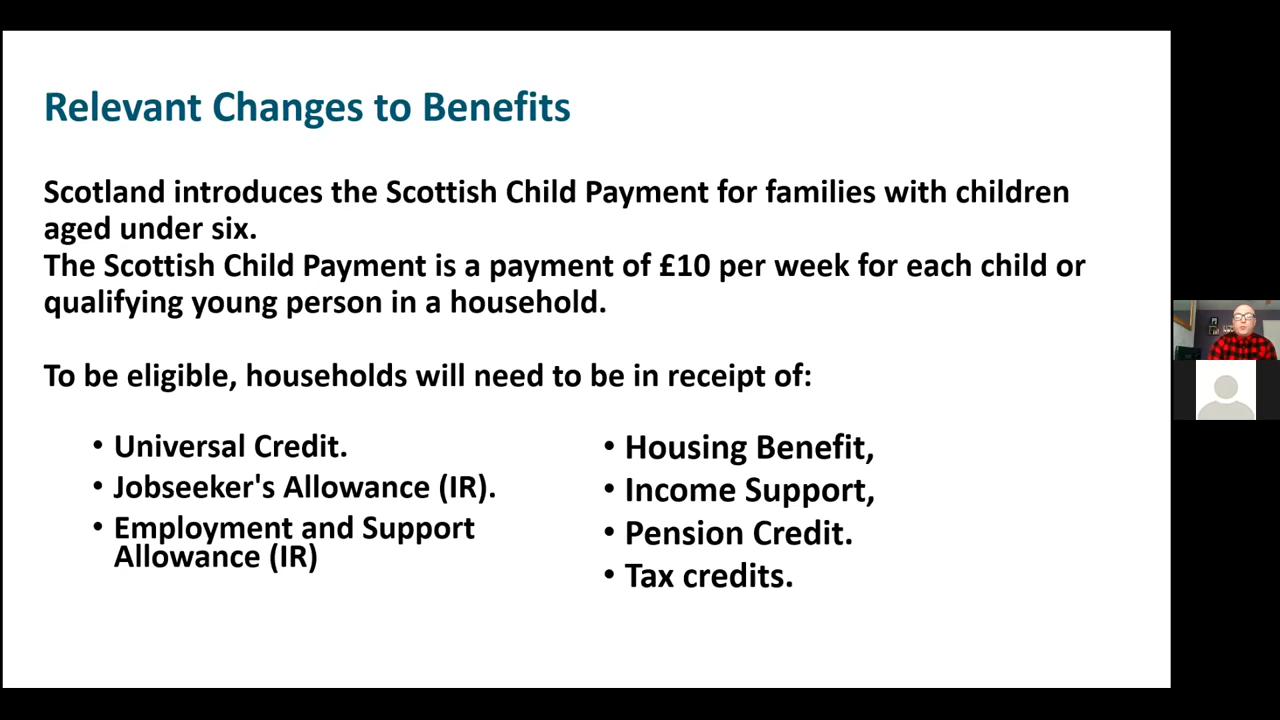 Relevant Changes to Benefits
Scotland introduces the Scottish Child Payment for families with children
aged under six.
The Scottish Child Payment is a payment of £10 per week for each child or
qualifying young person in a household.
To be eligible, households will need to be in receipt of:
• Universal Credit.
• Jobseeker's Allowance (IR).
• Employment and Support
Allowance (IR)
• Housing Benefit,
• Income Support,
• Pension Credit.
• Tax credits.